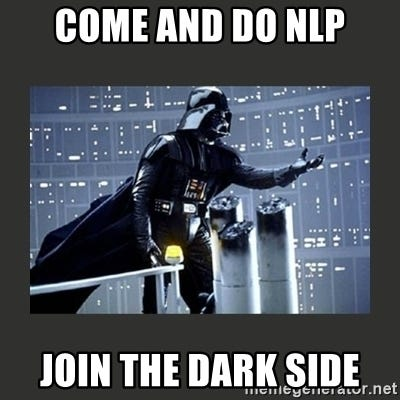 COME AND DO NLP
JOIN THE DARK SIDE
memegenerator.net